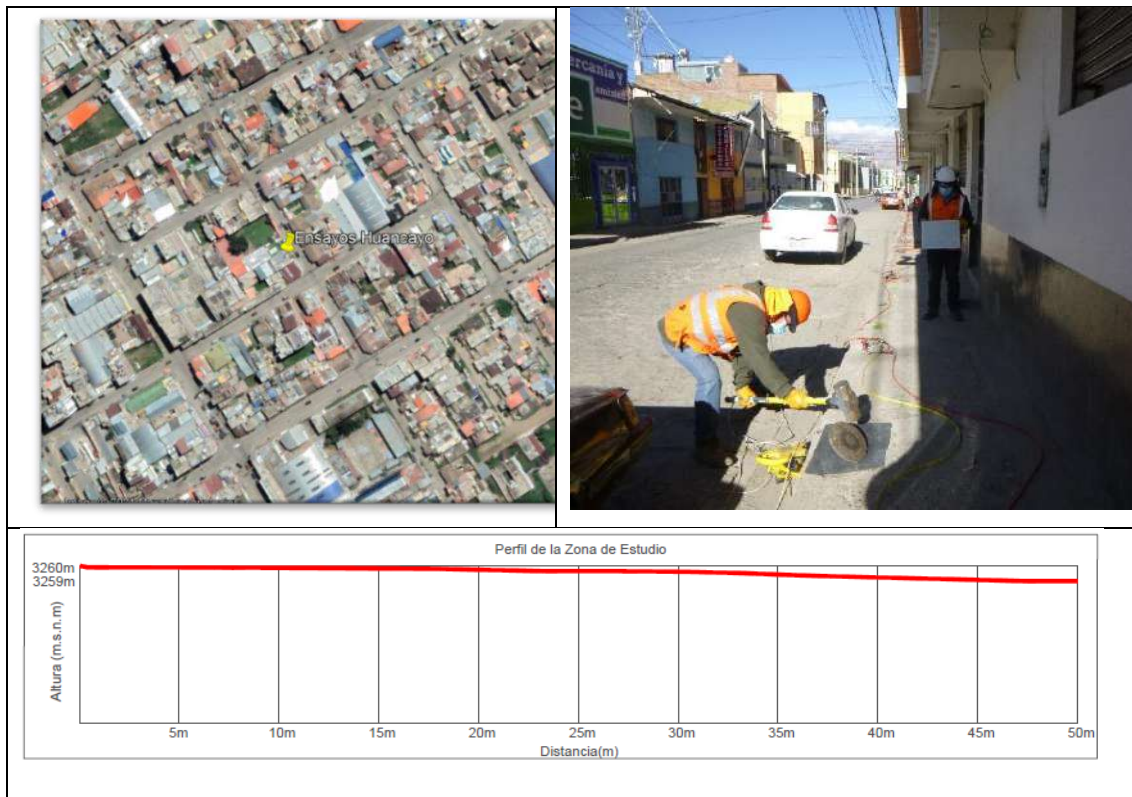 Ensayos Huancayo
ercania y
e
Perfil de la Zona de Estudio
3260m
3259m
Altura (m.s.n.m)
5m
10m
15m
20m
25m
30m
35m
40m
45m
50m
Distancia(m)